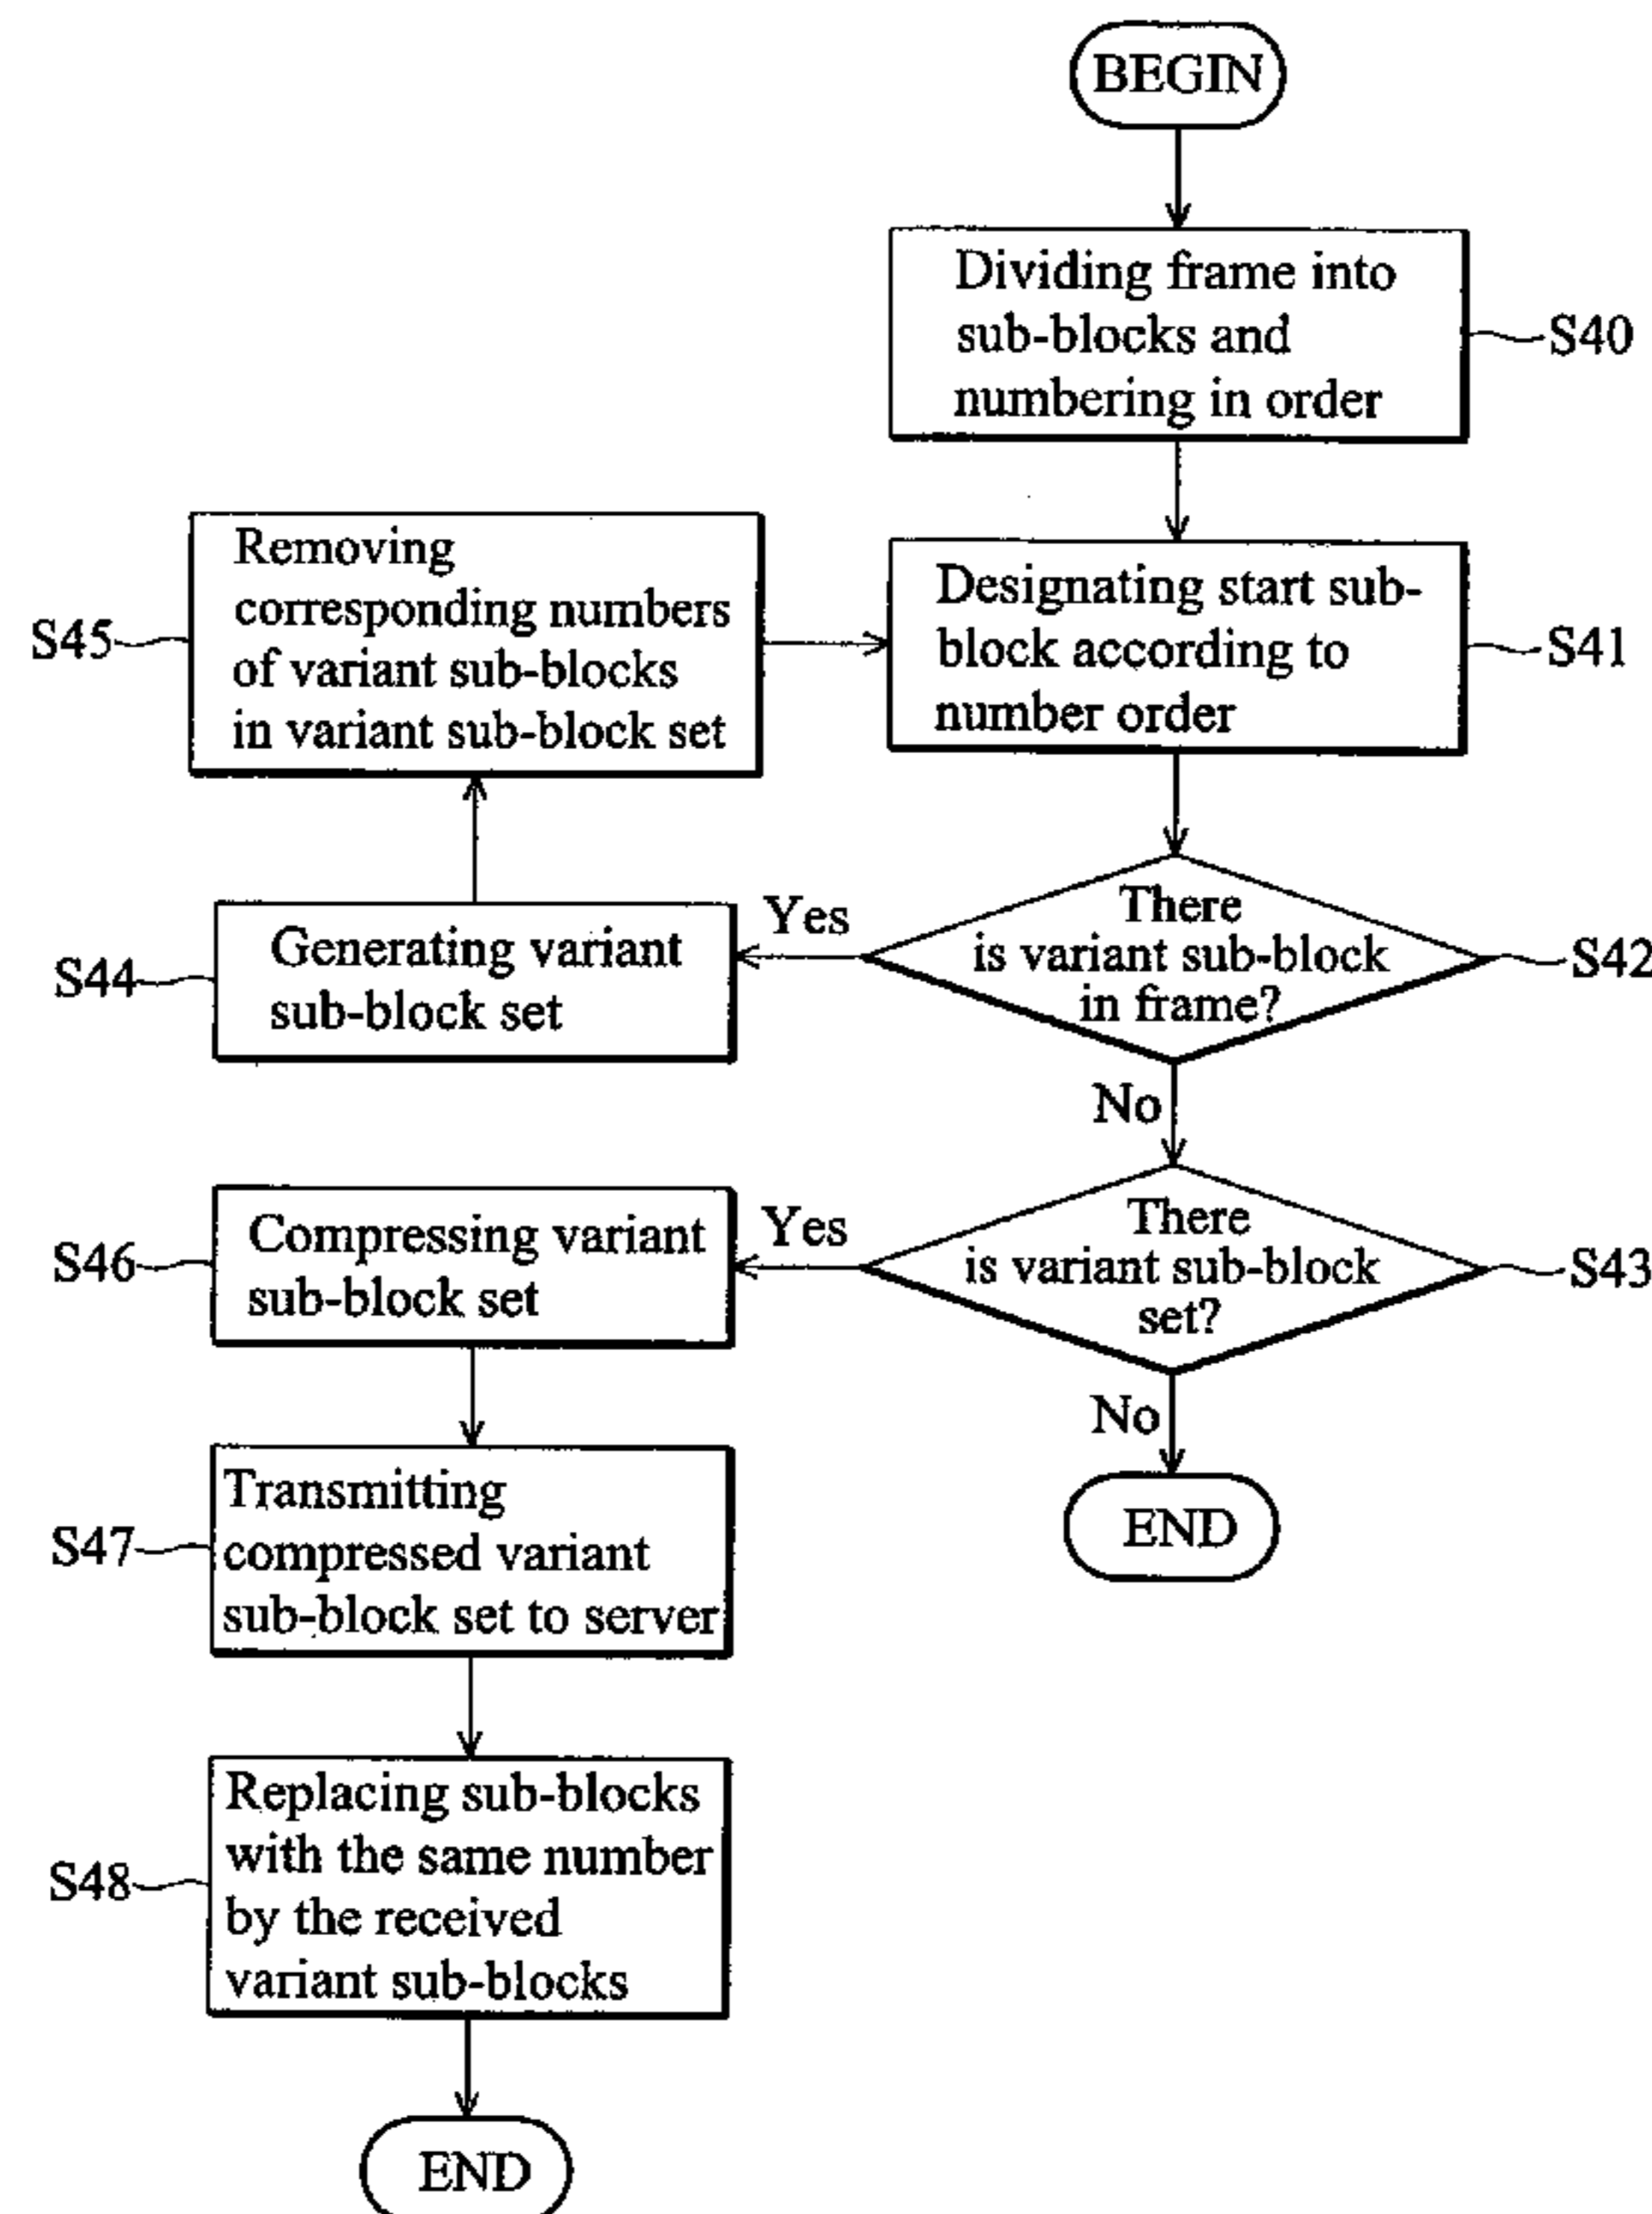 BEGIN
Dividing frame into
sub-blocks and
numbering in order
S40
Removing
corresponding numbers
of variant sub-blocks
in variant sub-block set
S45
Designating start sub-
block according to
number order
S41
There
is variant sub-block
in frame?
S42
Yes
Generating variant
sub-block set
S44
No
There
is variant sub-block
set?
S43
Yes
Compressing variant
sub-block set
S46
No
END
Transmitting
compressed variant
sub-block set to server
S47
Replacing sub-blocks
with the same number
by the received
variant sub-blocks
S48
END